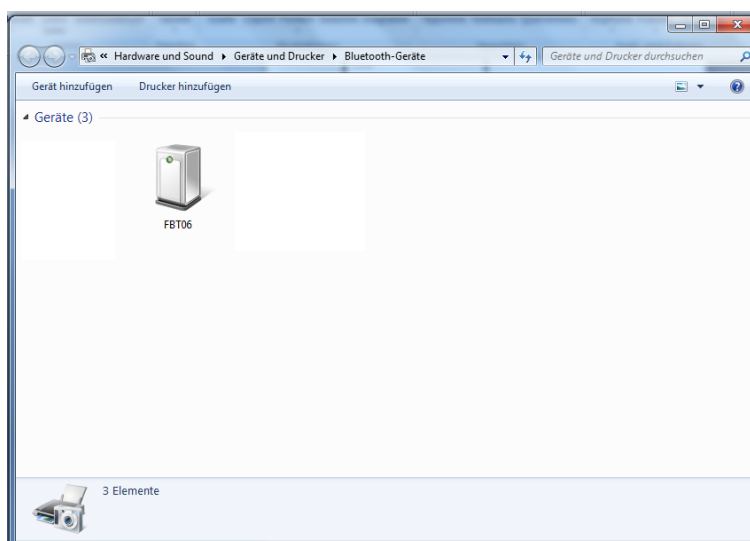 « Hardware und Sound ▸ Geräte und Drucker ▸ Bluetooth-Geräte
Geräte und Drucker durchsuchen
Gerät hinzufügen Drucker hinzufügen
Geräte (3)
FBT06
3 Elemente